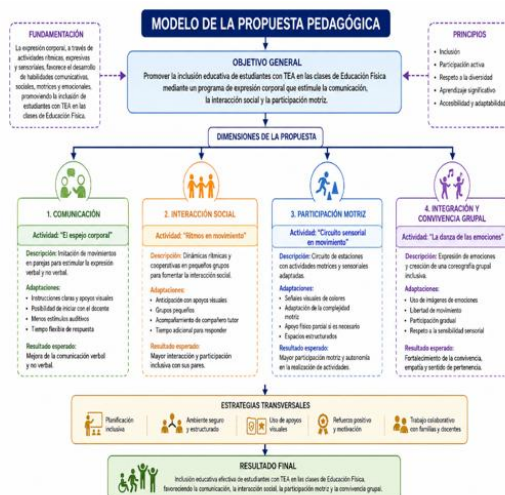 MODELO DE LA PROPUESTA PEDAGÓGICA
FUNDAMENTACIÓN
La expresión corporal, a través de
actividades rítmicas, expresivas
y sensoriales, favorece el desarrollo
de habilidades comunicativas,
sociales, motrices y emocionales,
promoviendo la inclusión de
estudiantes con TEA en las
clases de Educación Física.
OBJETIVO GENERAL
Promover la inclusión educativa de estudiantes con TEA en las clases de Educación Física
mediante un programa de expresión corporal que estimule la comunicación,
la interacción social y la participación motriz.
PRINCIPIOS
• Inclusión
• Participación activa
• Respeto a la diversidad
• Aprendizaje significativo
• Accesibilidad y adaptabilidad
DIMENSIONES DE LA PROPUESTA
1. COMUNICACIÓN
Actividad: "El espejo corporal"
Descripción: Imitación de movimientos
en parejas para estimular la expresión
verbal y no verbal.
Adaptaciones:
• Instrucciones claras y apoyos visuales
• Posibilidad de iniciar con el docente
• Menos estímulos auditivos
• Tiempo flexible de respuesta
Resultado esperado:
Mejora de la comunicación verbal
y no verbal.
2. INTERACCIÓN SOCIAL
Actividad: "Ritmos en movimiento"
Descripción: Dinámicas rítmicas y
cooperativas en pequeños grupos
para fomentar la interacción social.
Adaptaciones:
• Anticipación con apoyos visuales
• Grupos pequeños
• Acompañamiento de compañero tutor
• Tiempo adicional para responder
Resultado esperado:
Mayor interacción y participación
inclusiva con sus pares.
3. PARTICIPACIÓN MOTRIZ
Actividad: "Circuito sensorial
en movimiento"
Descripción: Circuito de estaciones
con actividades motrices y sensoriales
adaptadas.
Adaptaciones:
• Señales visuales de colores
• Adaptación de la complejidad
motriz
• Apoyo físico parcial si es necesario
• Espacios estructurados
Resultado esperado:
Mayor participación motriz y autonomía
en la realización de actividades.
4. INTEGRACIÓN Y
CONVIVENCIA GRUPAL
Actividad: "La danza de las emociones"
Descripción: Expresión de emociones
y creación de una coreografía grupal
inclusiva.
Adaptaciones:
• Uso de imágenes de emociones
• Libertad de movimiento
• Participación gradual
• Respeto a la sensibilidad sensorial
Resultado esperado:
Fortalecimiento de la convivencia,
empatía y sentido de pertenencia.
ESTRATEGIAS TRANSVERSALES
Planificación
inclusiva
Ambiente seguro
y estructurado
Uso de apoyos
visuales
Refuerzo positivo
y motivación
Trabajo colaborativo
con familias y docentes
RESULTADO FINAL
Inclusión educativa efectiva de estudiantes con TEA en las clases de Educación Física,
favoreciendo la comunicación, la interacción social, la participación motriz y la convivencia grupal.